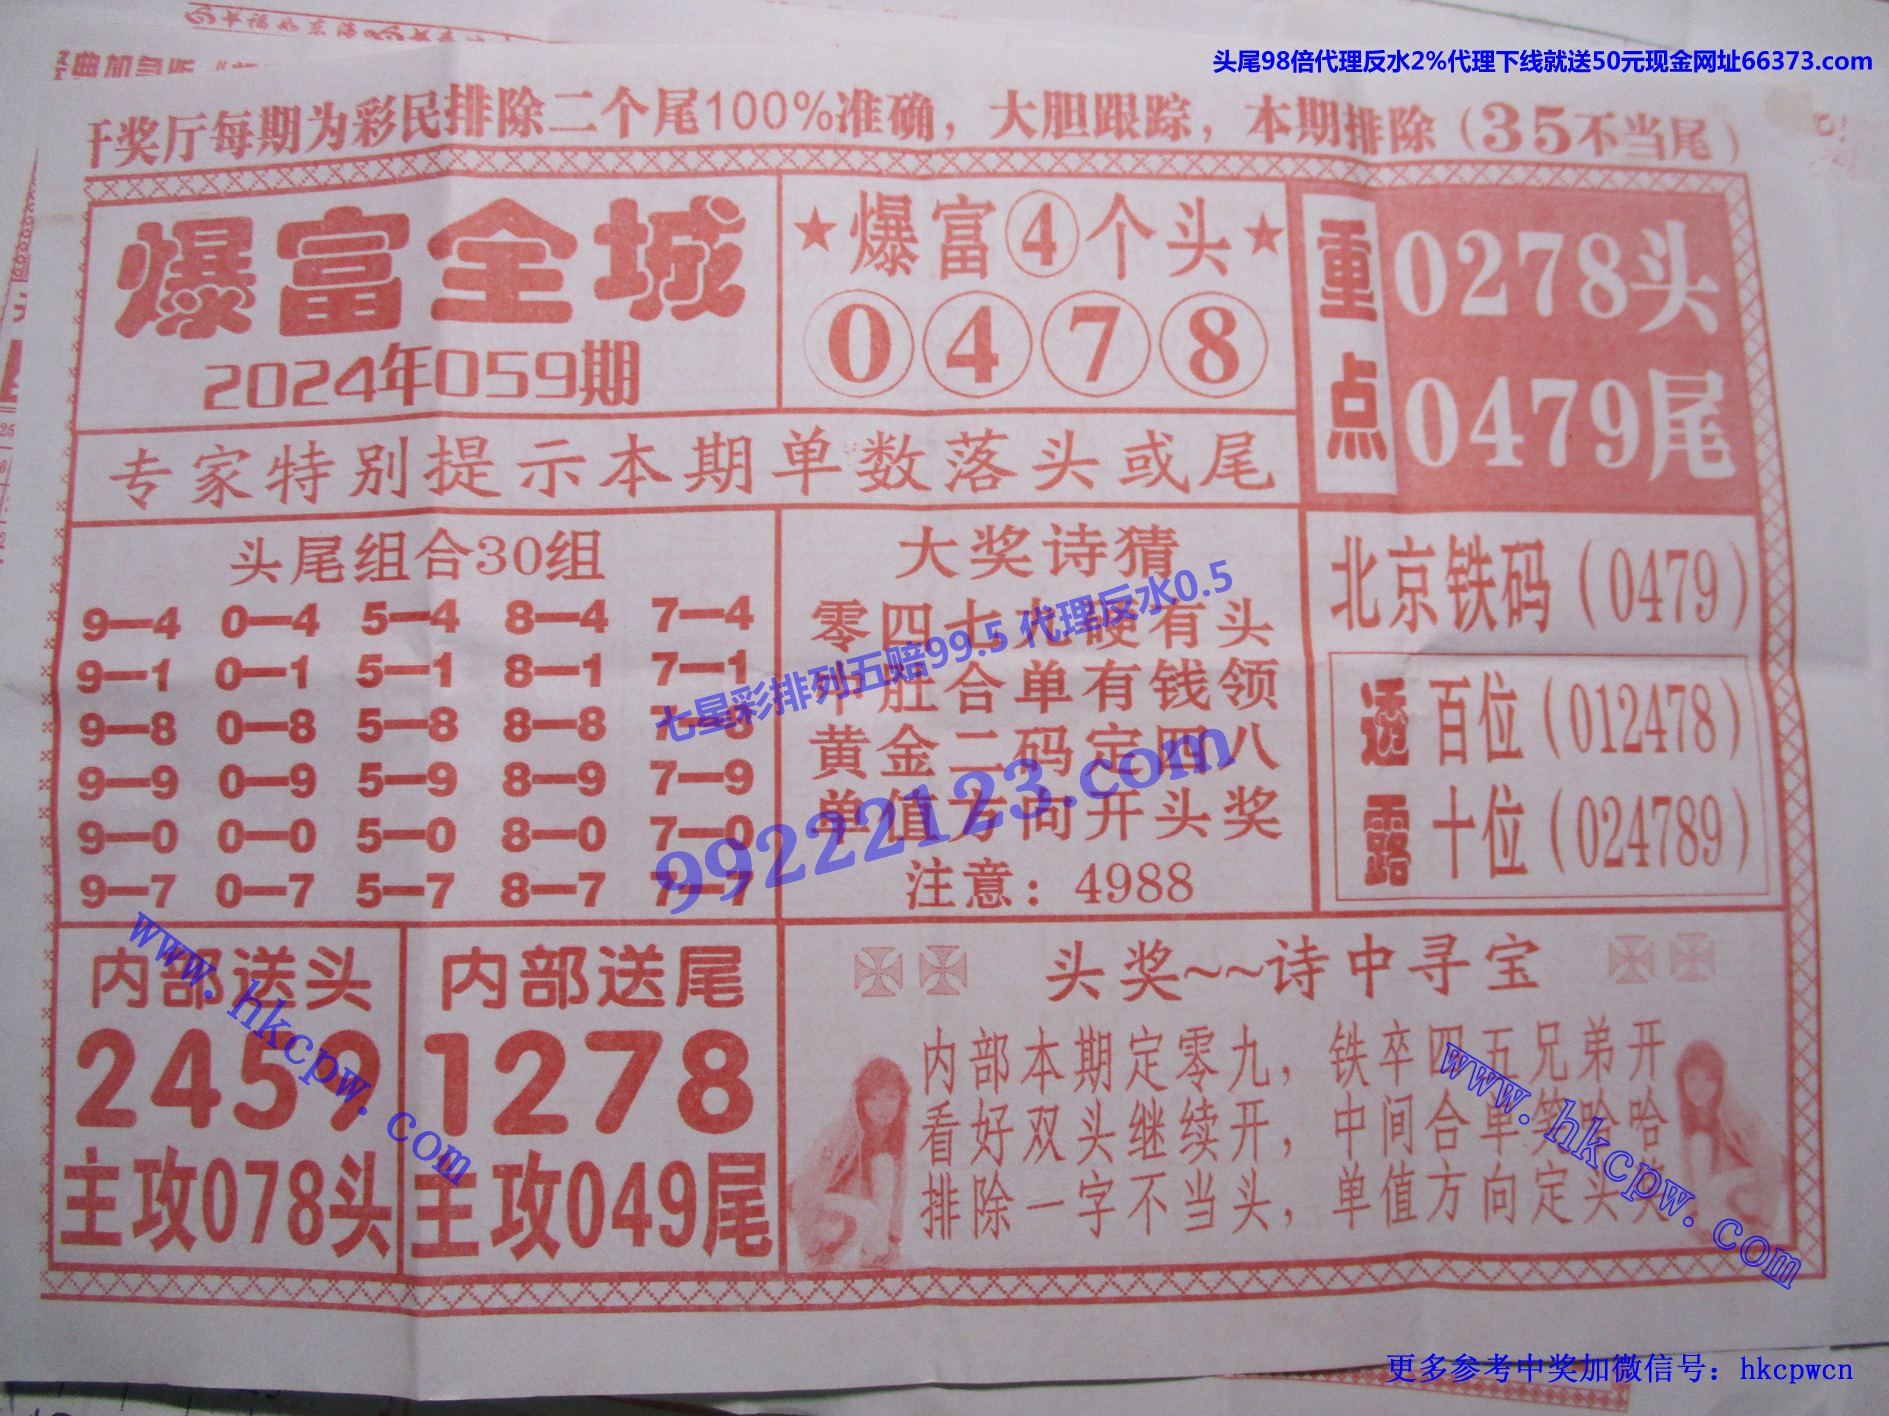 头尾98倍代理反水2%代理下线就送50元现金网址66373.com
开奖厅每期为彩民排除二个尾100%准确，大胆跟踪，本期排除（35不当尾）
爆富全城
2024年059期
★爆富④个头★
0 4 7 8
重点
0278头
0479尾
专家特别提示本期单数落头或尾
头尾组合30组
9—4 0—4 5—4 8—4 7—4
9—1 0—1 5—1 8—1 7—1
9—8 0—8 5—8 8—8 7—8
9—9 0—9 5—9 8—9 7—9
9—0 0—0 5—0 8—0 7—0
9—7 0—7 5—7 8—7 7—7
大奖诗猜
零四七九硬有头
中肚合单有钱领
黄金二码定四八
单值方向开头奖
注意：4988
北京铁码（0479）
透露
百位（012478）
十位（024789）
七星彩排列五赔99.5 代理反水0.5
99222123.com
内部送头
2459
主攻078头
内部送尾
1278
主攻049尾
头奖~~诗中寻宝
内部本期定零九，铁卒四五兄弟开
看好双头继续开，中间合单笑哈哈
排除一字不当头，单值方向定头奖
www.hkcpw.com
www.hkcpw.com
更多参考中奖加微信号：hkcpwcn